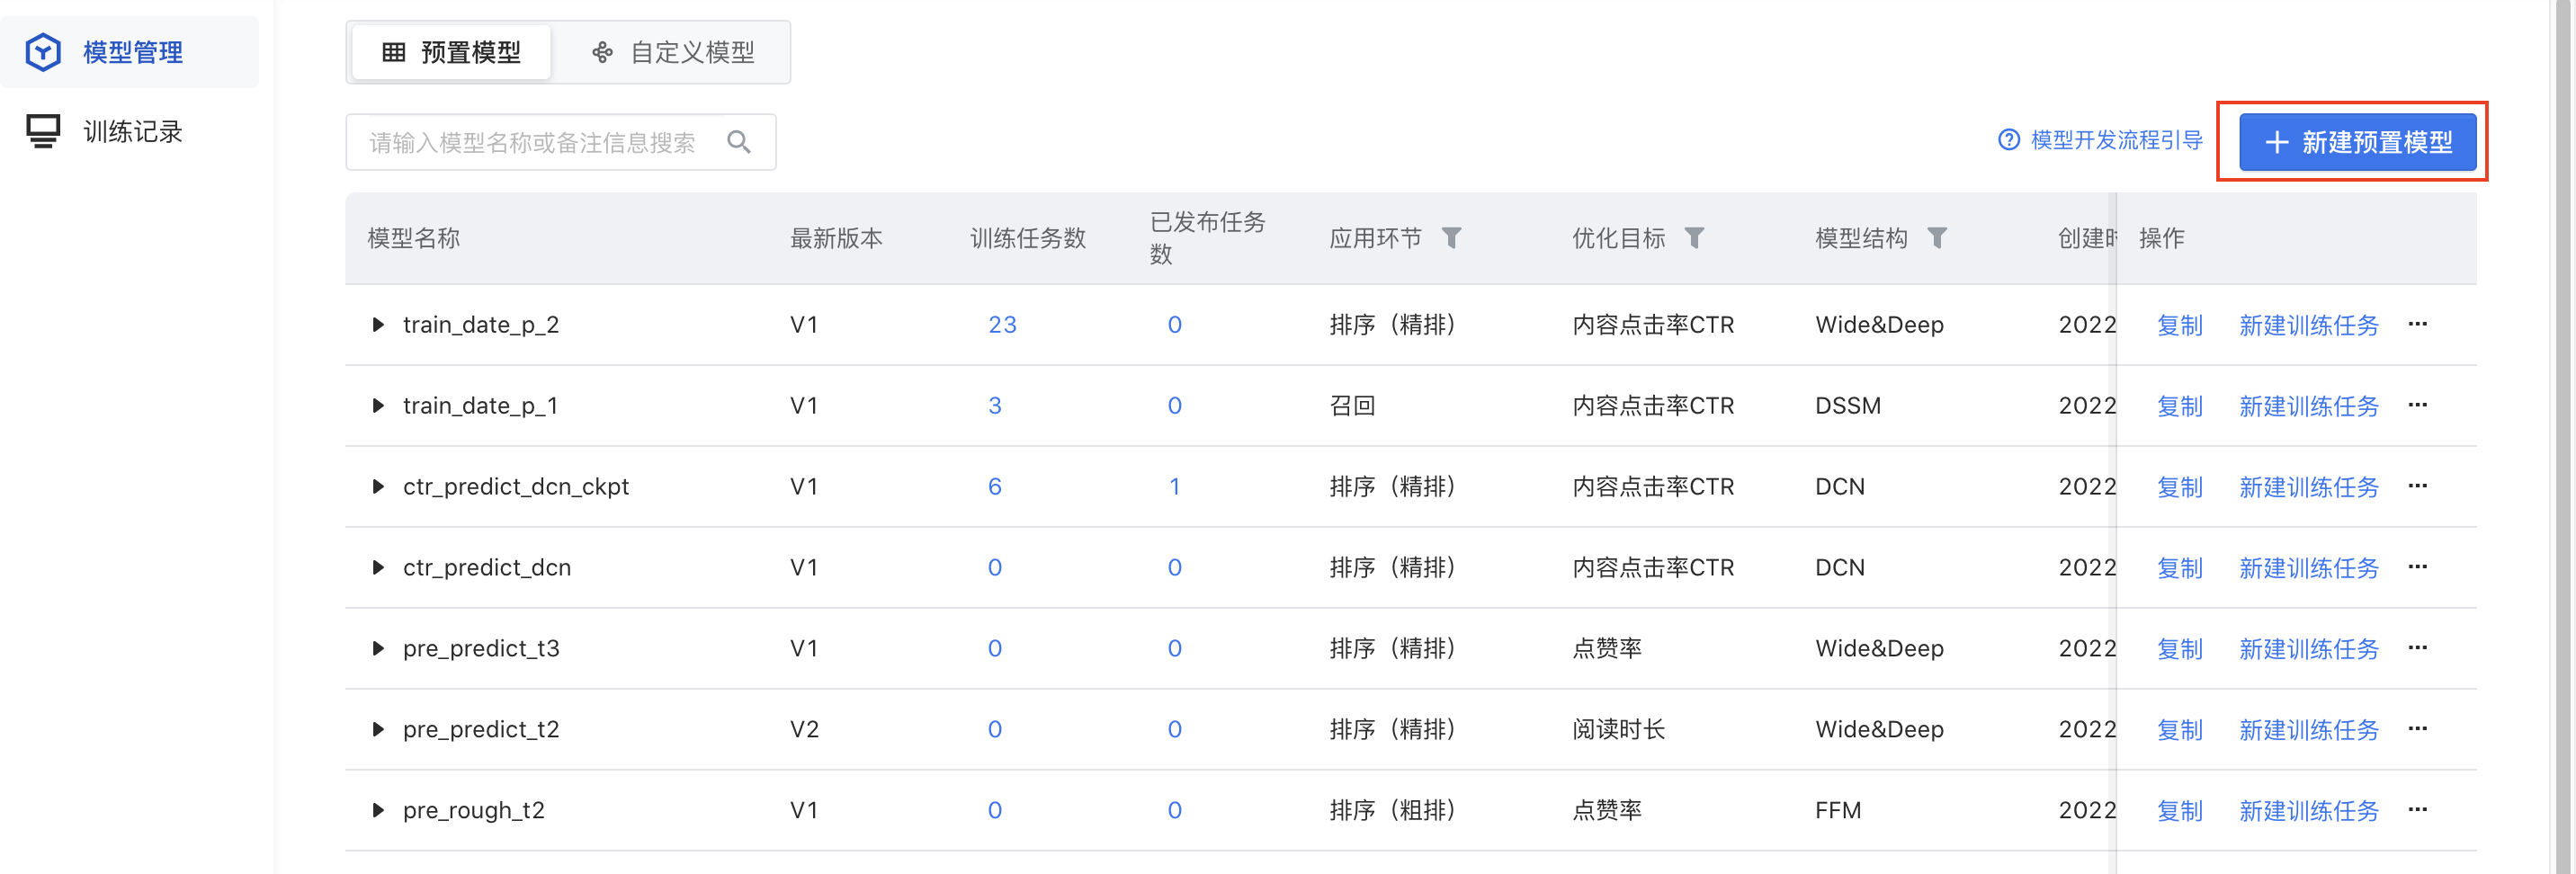 模型管理
训练记录
预置模型
自定义模型
请输入模型名称或备注信息搜索
模型开发流程引导
新建预置模型
模型名称 最新版本 训练任务数 已发布任务数 应用环节 优化目标 模型结构 创建时 操作
train_date_p_2 V1 23 0 排序（精排） 内容点击率CTR Wide&Deep 2022 复制 新建训练任务 ···
train_date_p_1 V1 3 0 召回 内容点击率CTR DSSM 2022 复制 新建训练任务 ···
ctr_predict_dcn_ckpt V1 6 1 排序（精排） 内容点击率CTR DCN 2022 复制 新建训练任务 ···
ctr_predict_dcn V1 0 0 排序（精排） 内容点击率CTR DCN 2022 复制 新建训练任务 ···
pre_predict_t3 V1 0 0 排序（精排） 点赞率 Wide&Deep 2022 复制 新建训练任务 ···
pre_predict_t2 V2 0 0 排序（精排） 阅读时长 Wide&Deep 2022 复制 新建训练任务 ···
pre_rough_t2 V1 0 0 排序（粗排） 点赞率 FFM 2022 复制 新建训练任务 ···